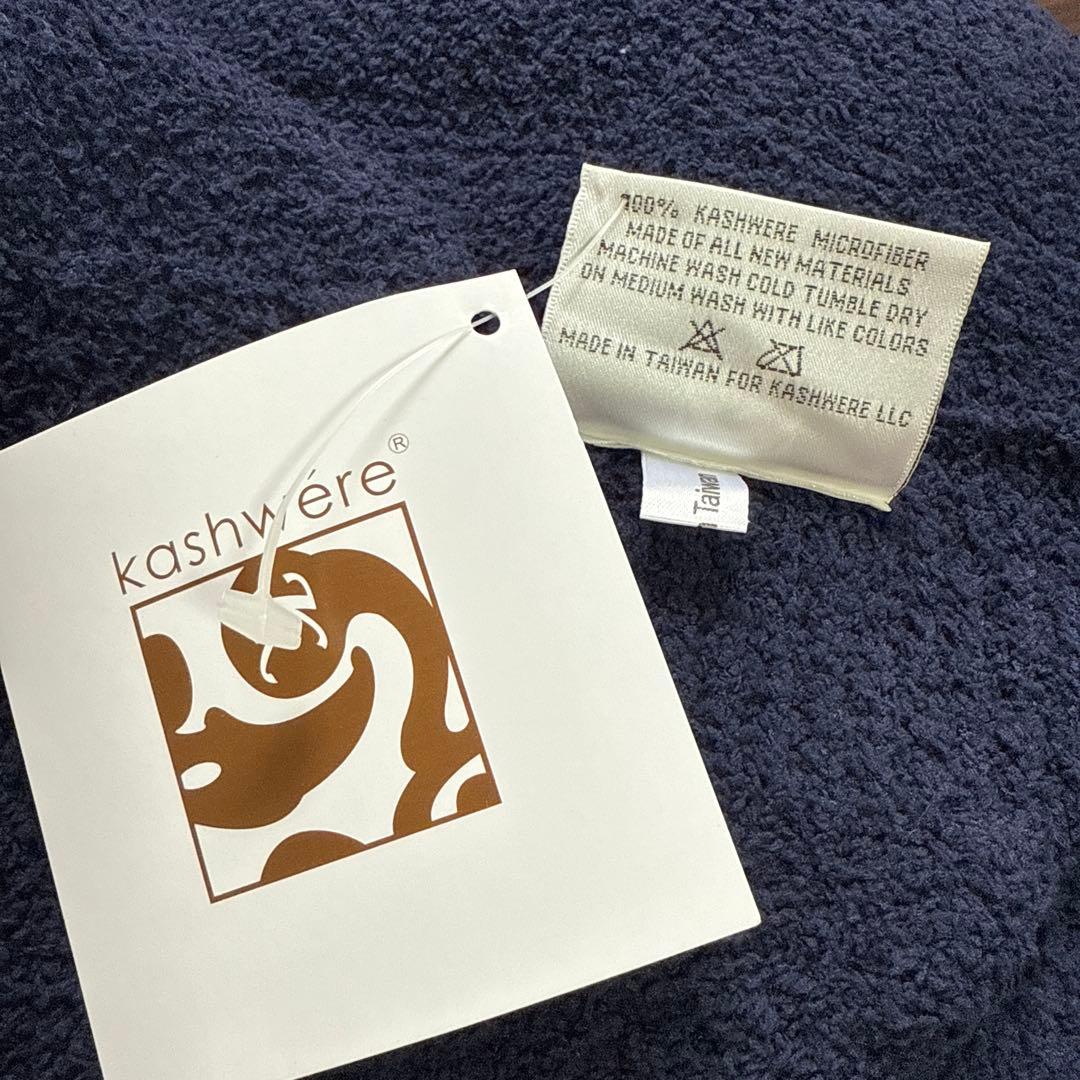 100% KASHWERE MICROFIBER
MADE OF ALL NEW MATERIALS
MACHINE WASH COLD TUMBLE DRY
ON MEDIUM WASH WITH LIKE COLORS
MADE IN TAIWAN FOR KASHWERE LLC
Taiwan
kashwére®